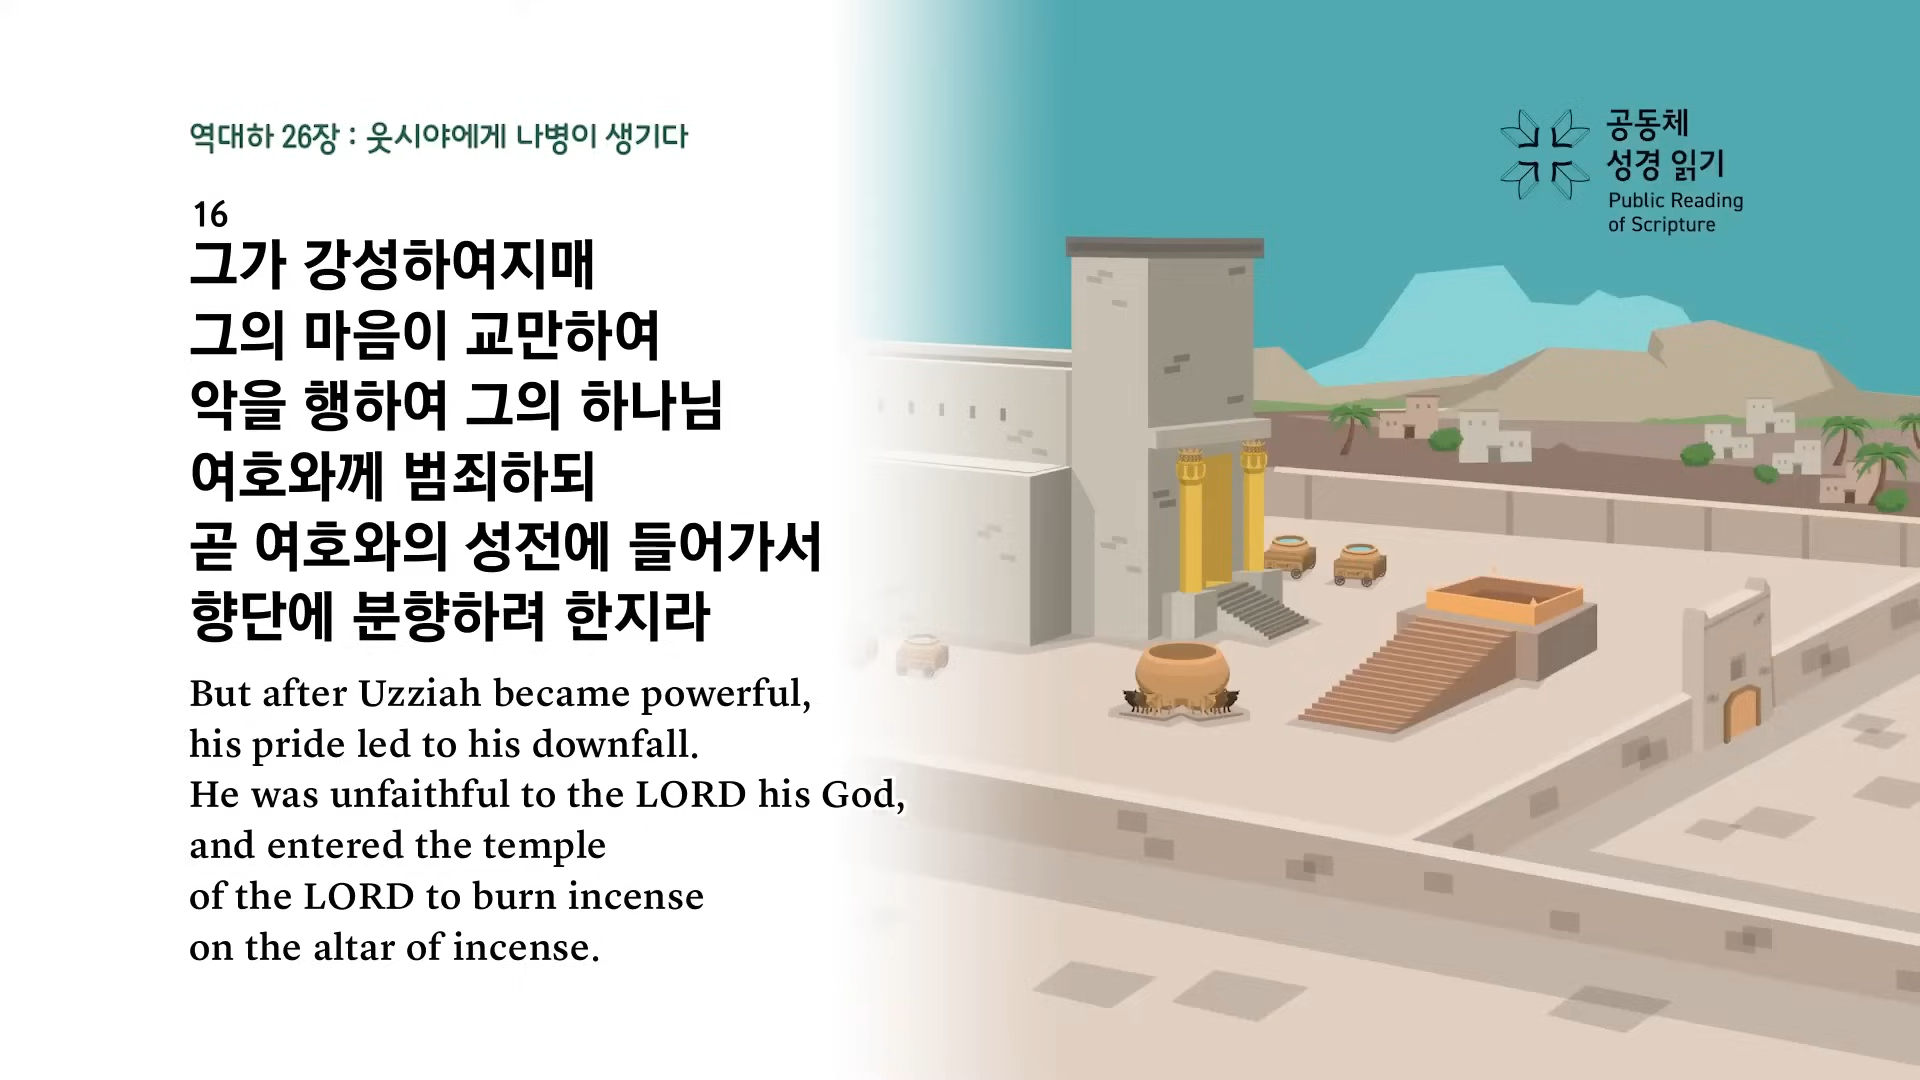 역대하 26장 : 웃시야에게 나병이 생기다
16
그가 강성하여지매
그의 마음이 교만하여
악을 행하여 그의 하나님
여호와께 범죄하되
곧 여호와의 성전에 들어가서
향단에 분향하려 한지라
But after Uzziah became powerful,
his pride led to his downfall.
He was unfaithful to the LORD his God,
and entered the temple
of the LORD to burn incense
on the altar of incense.
공동체
성경 읽기
Public Reading
of Scripture